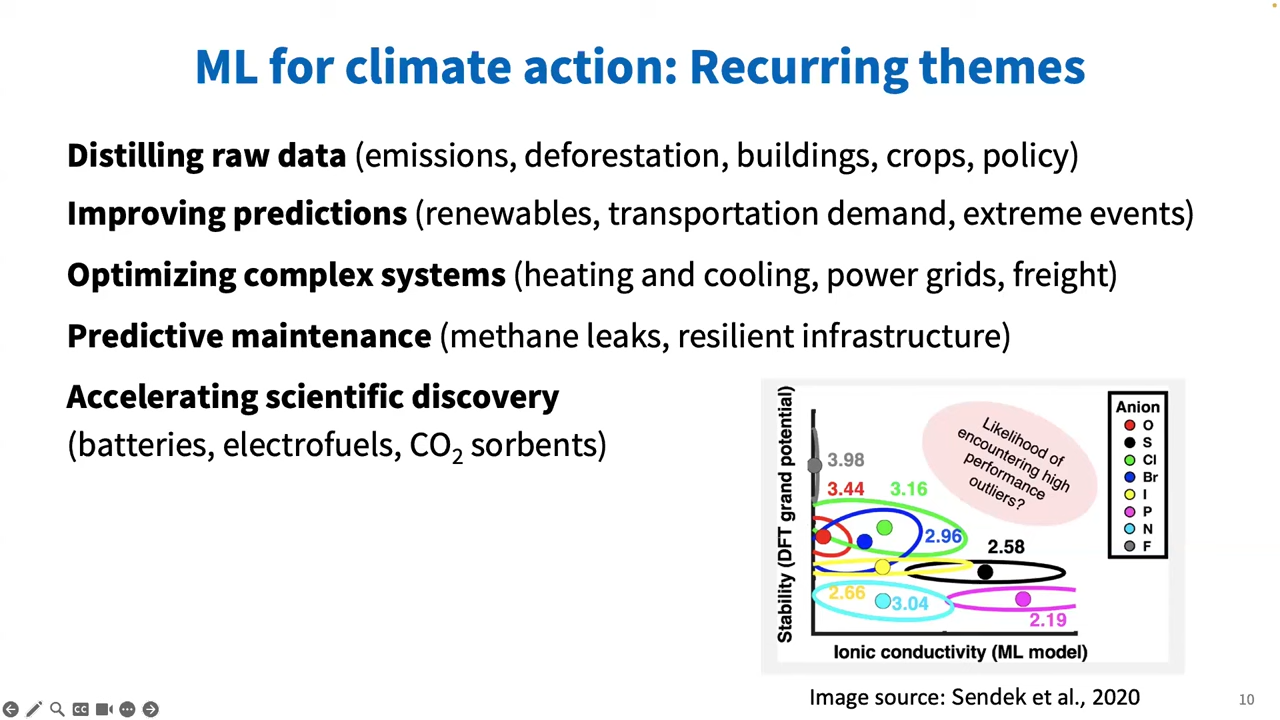 ML for climate action: Recurring themes
Distilling raw data (emissions, deforestation, buildings, crops, policy)
Improving predictions (renewables, transportation demand, extreme events)
Optimizing complex systems (heating and cooling, power grids, freight)
Predictive maintenance (methane leaks, resilient infrastructure)
Accelerating scientific discovery
(batteries, electrofuels, CO₂ sorbents)
Stability (DFT grand potential)
Likelihood of
encountering high
performance
outliers?
3.98
3.44
3.16
2.96
2.58
2.66
3.04
2.19
Ionic conductivity (ML model)
Anion
O
S
Cl
Br
I
P
N
F
Image source: Sendek et al., 2020
CC
10